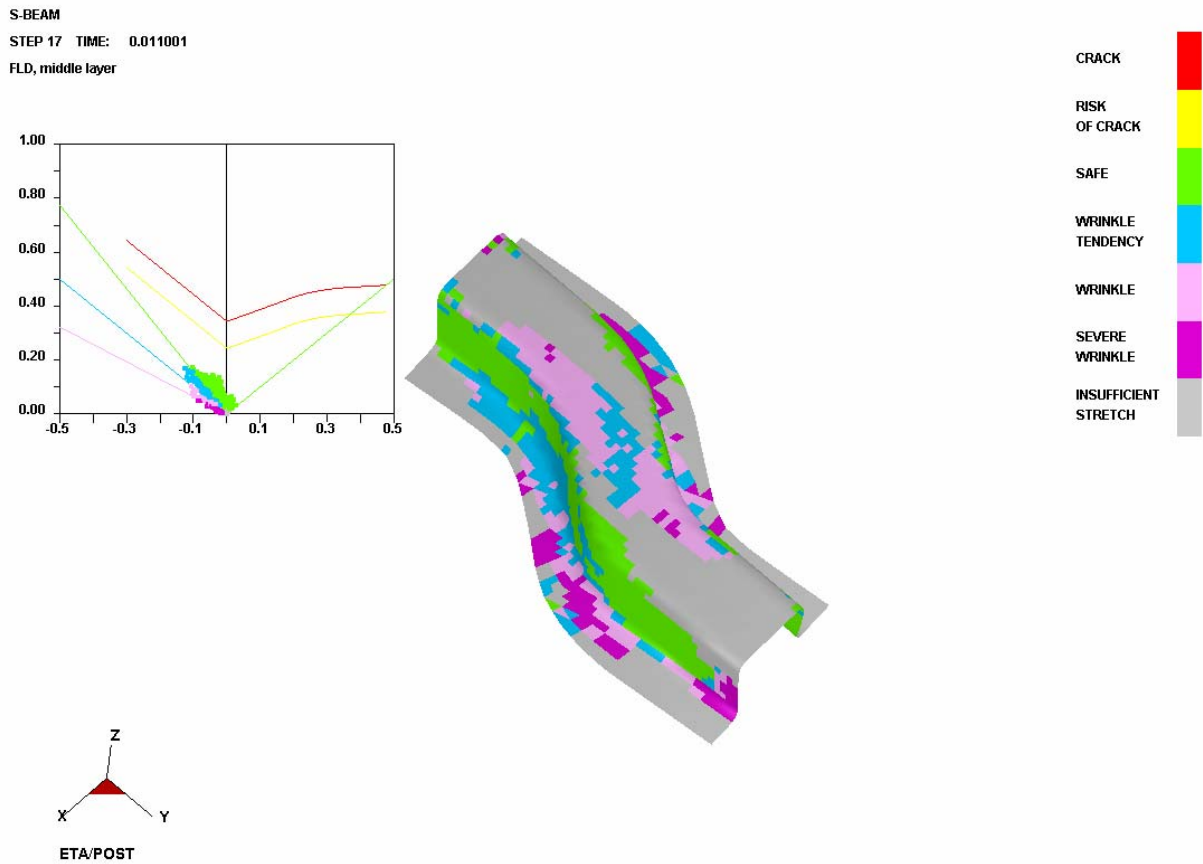 S-BEAM
STEP 17 TIME: 0.011001
FLD, middle layer
CRACK
RISK
OF CRACK
SAFE
WRINKLE
TENDENCY
WRINKLE
SEVERE
WRINKLE
INSUFFICIENT
STRETCH
1.00
0.80
0.60
0.40
0.20
0.00
-0.5 -0.3 -0.1 0.1 0.3 0.5
Z
X Y
ETA/POST